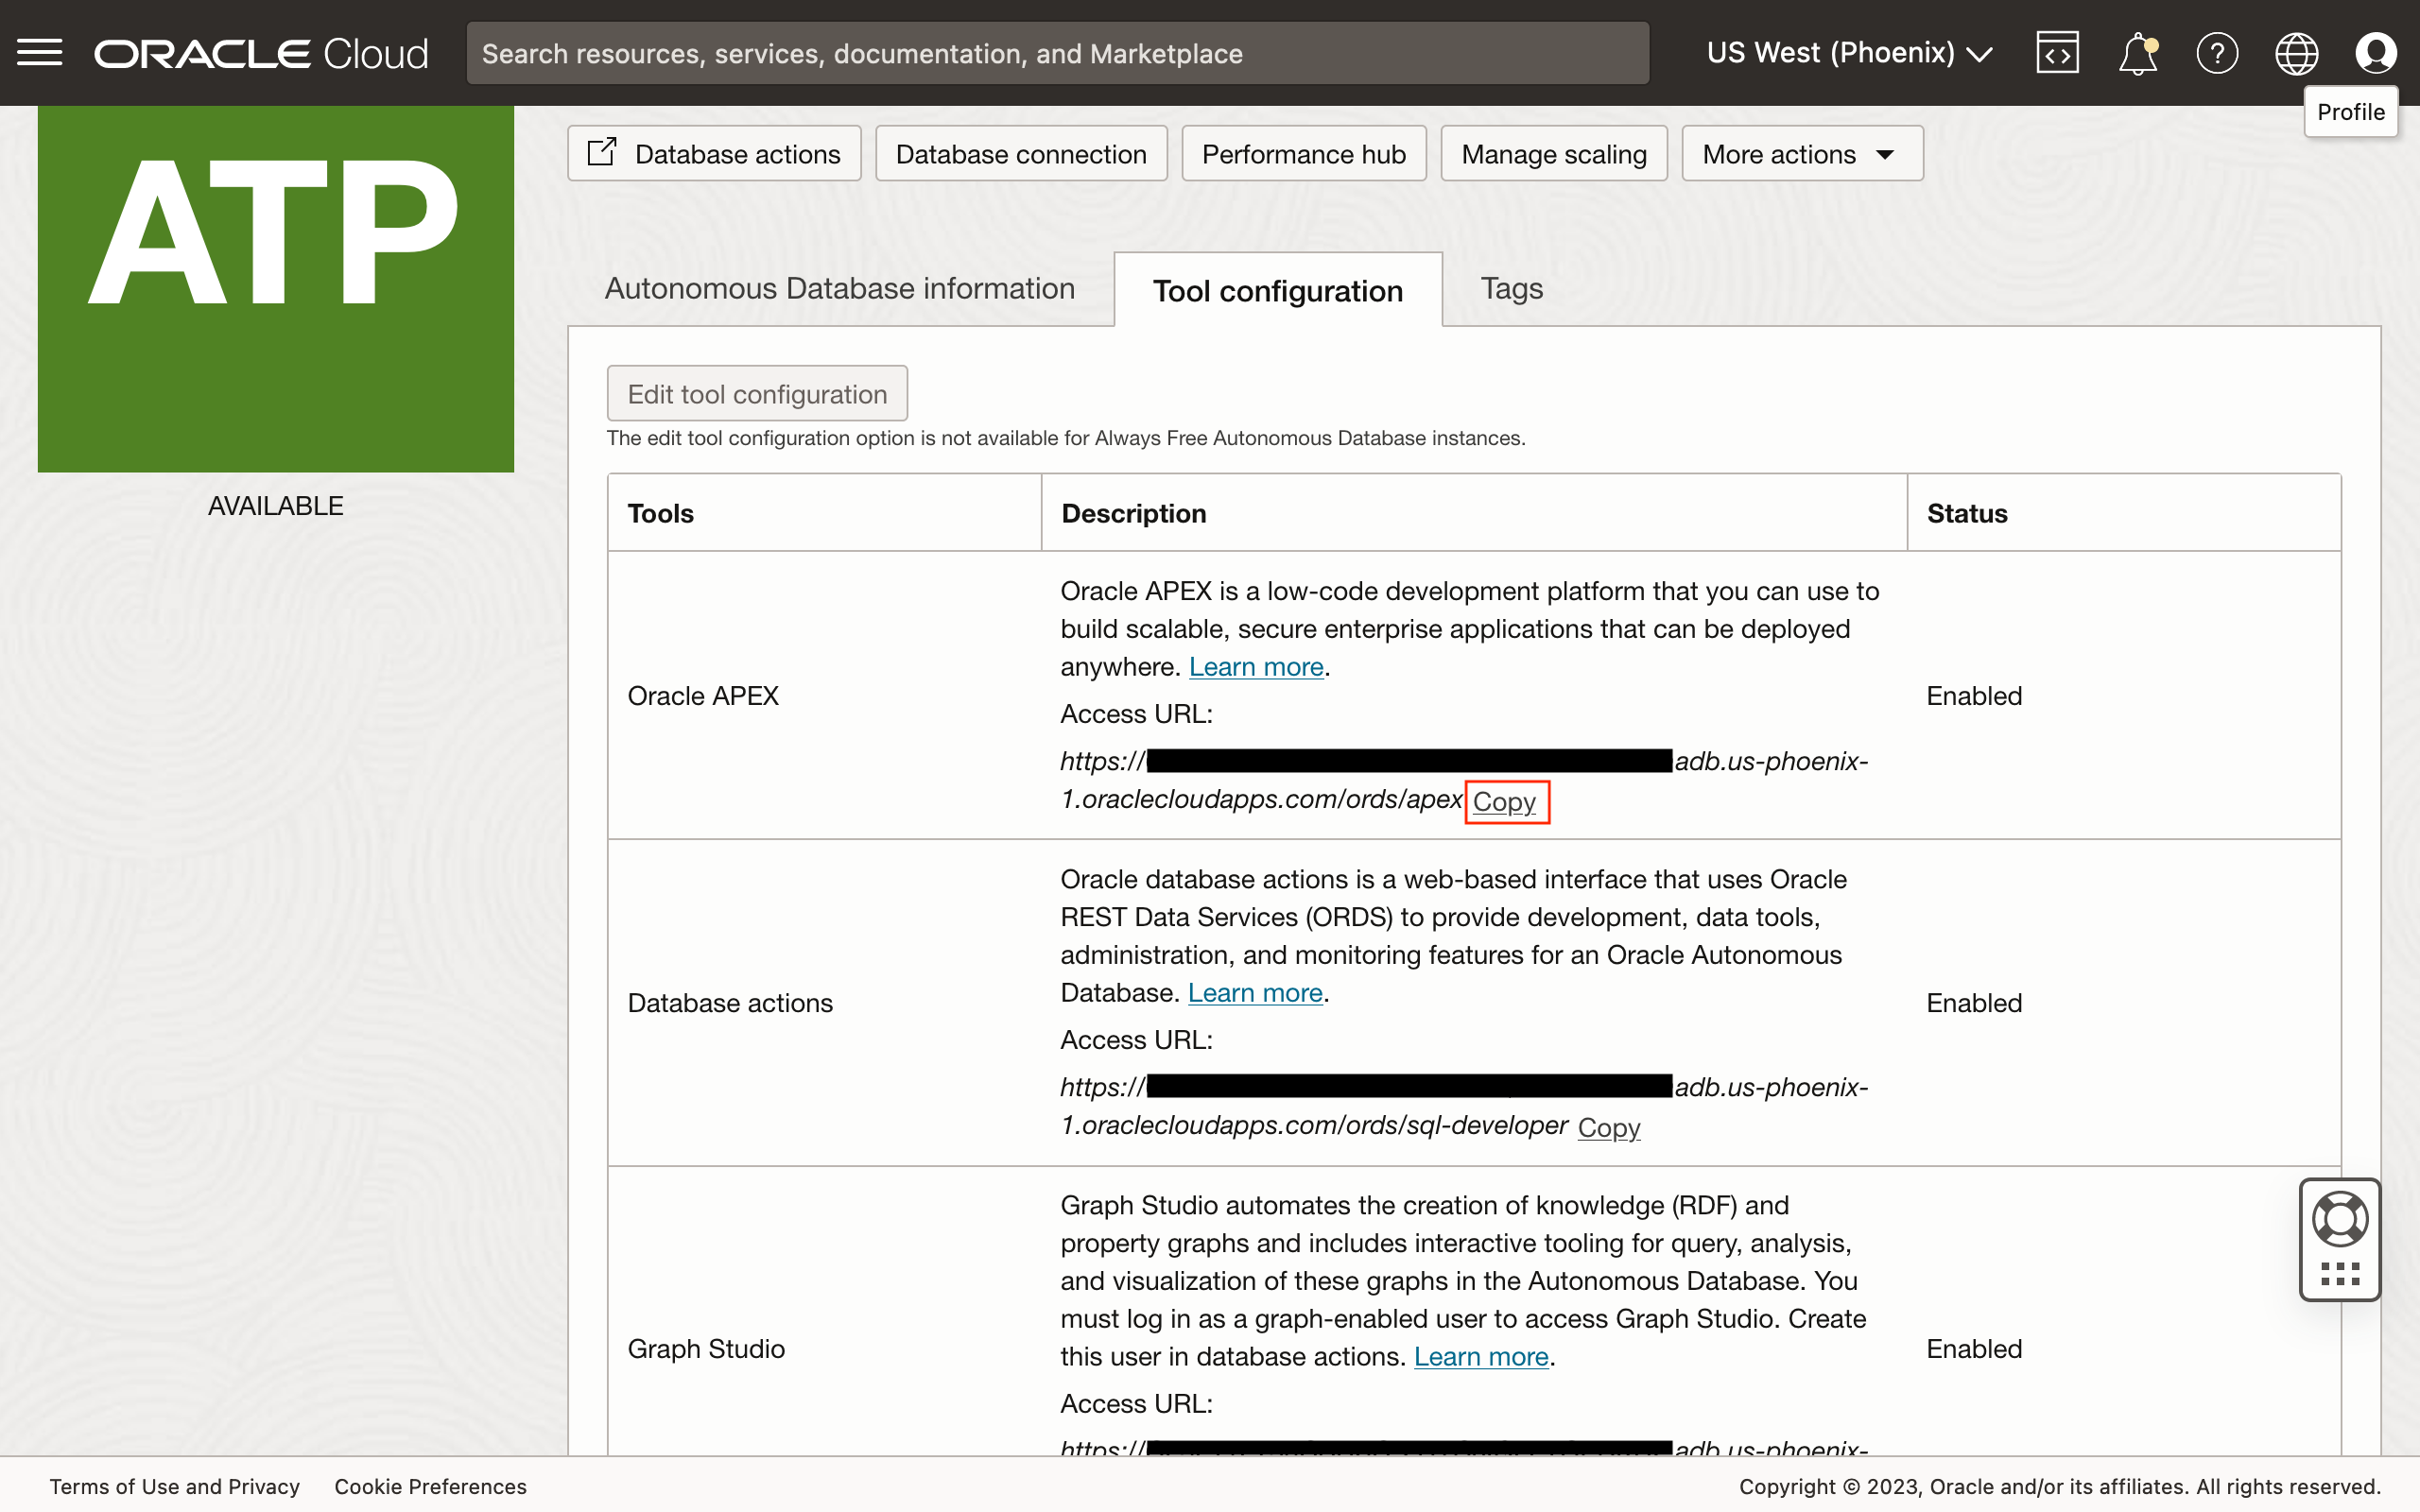 ORACLE Cloud
Search resources, services, documentation, and Marketplace
US West (Phoenix)
Profile
ATP
AVAILABLE
Database actions
Database connection
Performance hub
Manage scaling
More actions
Autonomous Database information
Tool configuration
Tags
Edit tool configuration
The edit tool configuration option is not available for Always Free Autonomous Database instances.
Tools
Description
Status
Oracle APEX
Oracle APEX is a low-code development platform that you can use to
build scalable, secure enterprise applications that can be deployed
anywhere. Learn more.
Access URL:
https:// adb.us-phoenix-
1.oraclecloudapps.com/ords/apex Copy
Enabled
Database actions
Oracle database actions is a web-based interface that uses Oracle
REST Data Services (ORDS) to provide development, data tools,
administration, and monitoring features for an Oracle Autonomous
Database. Learn more.
Access URL:
https:// adb.us-phoenix-
1.oraclecloudapps.com/ords/sql-developer Copy
Enabled
Graph Studio
Graph Studio automates the creation of knowledge (RDF) and
property graphs and includes interactive tooling for query, analysis,
and visualization of these graphs in the Autonomous Database. You
must log in as a graph-enabled user to access Graph Studio. Create
this user in database actions. Learn more.
Access URL:
https:// adb.us-phoenix-
Enabled
Terms of Use and Privacy
Cookie Preferences
Copyright © 2023, Oracle and/or its affiliates. All rights reserved.